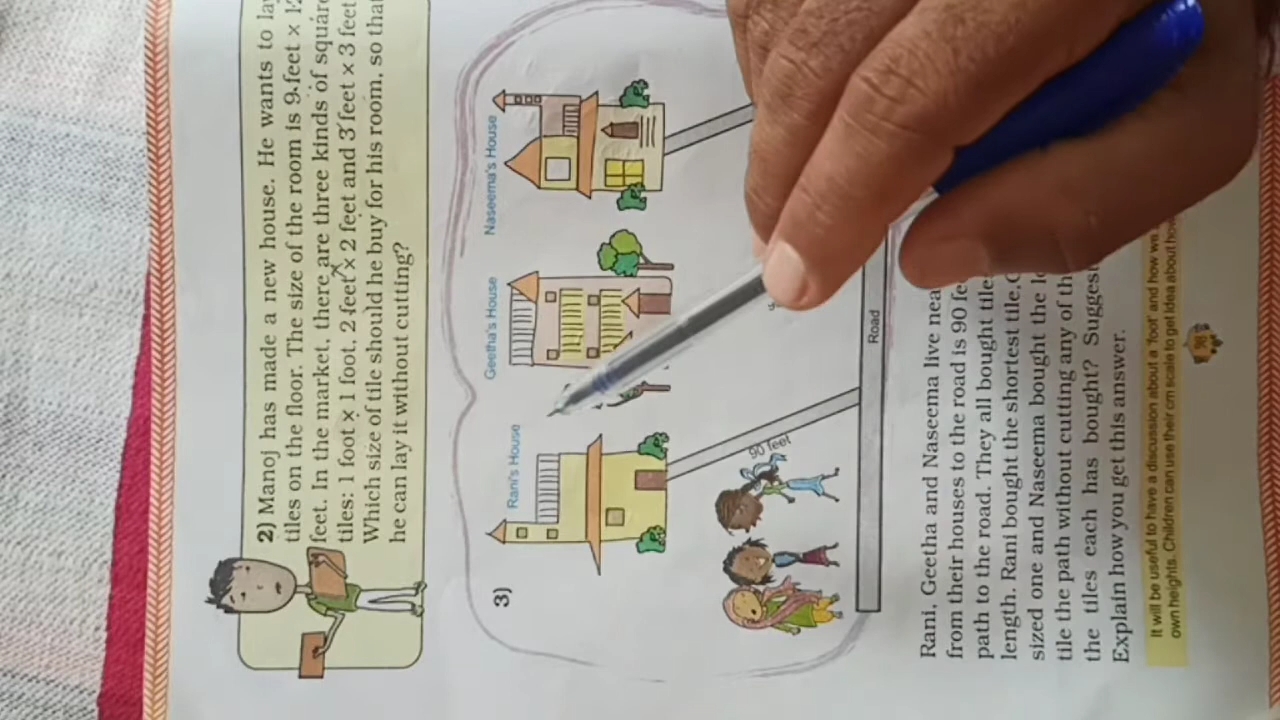 2) Manoj has made a new house. He wants to lay
tiles on the floor. The size of the room is 9 feet × 12
feet. In the market, there are three kinds of square
tiles: 1 foot × 1 foot, 2 feet × 2 feet and 3 feet × 3 feet
Which size of tile should he buy for his room. so that
he can lay it without cutting?
3)
Rani's House
Geetha's House
Naseema's House
90 feet
Road
Rani, Geetha and Naseema live
from their houses to the road is 90
path to the road. They all bought
length. Rani bought the shortest tile,
sized one and Naseema bought the
tile the path without cutting any of
the tiles each has bought?
Explain how you get this answer.
It will be useful to have a discussion about a 'foot' and how
own heights. Children can use their cm scale to get idea about